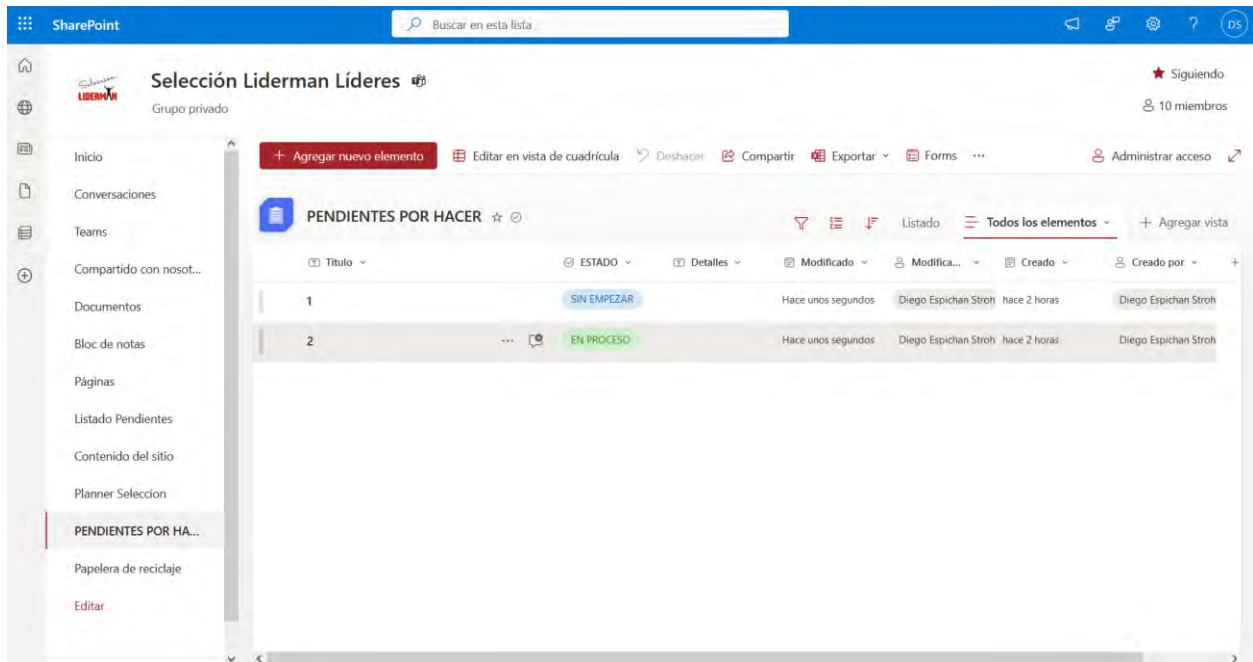 SharePoint
Buscar en esta lista
?
DS
Selección
LIDERMAN
Selección Liderman Líderes
Grupo privado
Siguiendo
10 miembros
Inicio
Conversaciones
Teams
Compartido con nosot...
Documentos
Bloc de notas
Páginas
Listado Pendientes
Contenido del sitio
Planner Seleccion
PENDIENTES POR HA...
Papelera de reciclaje
Editar
+ Agregar nuevo elemento
Editar en vista de cuadrícula
Deshacer
Compartir
Exportar
Forms
...
Administrar acceso
PENDIENTES POR HACER
Listado
Todos los elementos
+ Agregar vista
Título ESTADO Detalles Modificado Modifica... Creado Creado por +
1 SIN EMPEZAR Hace unos segundos Diego Espichan Stroh hace 2 horas Diego Espichan Stroh
2 ... EN PROCESO Hace unos segundos Diego Espichan Stroh hace 2 horas Diego Espichan Stroh